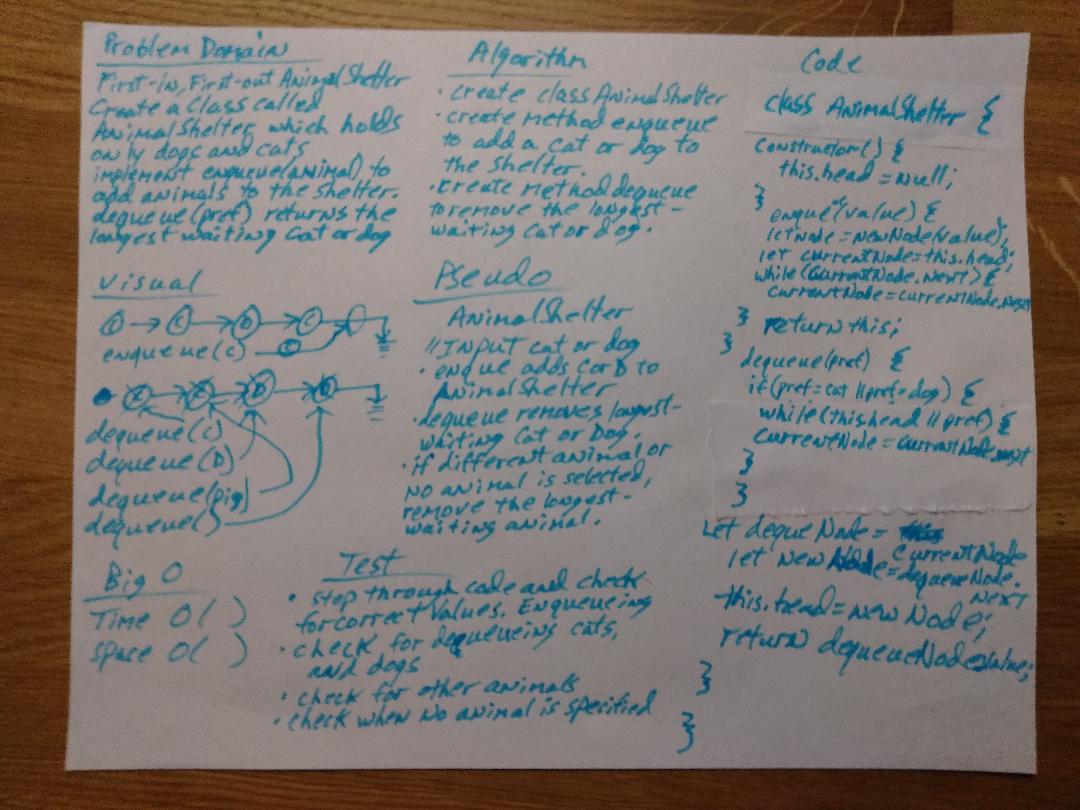 Problem Domain
First-in, First-out Animal Shelter
Create a Class called
AnimalShelter which holds
only dogs and cats
implement enqueue(animal) to
add animals to the shelter.
dequeue(pref) returns the
longest waiting Cat or dog
Visual
D → C → D → C
enqueue(c) C
C C D D
dequeue(c)
dequeue(D)
dequeue(pig)
dequeue()
Big O
Time O( )
space O( )
Algorithm
· create class AnimalShelter
· create method enqueue
to add a cat or dog to
the shelter.
· create method dequeue
to remove the longest-
waiting cat or dog.
Pseudo
AnimalShelter
// INPUT cat or dog
· enque adds C or D to
AnimalShelter
· dequeue removes longest-
waiting Cat or Dog.
· if different animal or
no animal is selected,
remove the longest-
waiting animal.
Test
· step through code and check
for correct values. Enqueueing
· check for dequeueing cats,
and dogs
· check for other animals
· check when no animal is specified
Code
class AnimalShelter {
constructor() {
this.head = null;
}
enque(value) {
let node = new Node(value);
let currentNode = this.head;
while (currentNode.next) {
currentNode = currentNode.next
} return this;
}
dequeue(pref) {
if (pref = cat || pref = dog) {
while (this.head || pref) {
currentNode = currentNode.next
}
}
Let dequeNode = currentNode
let new Node = dequeueNode.
next
this.head = new Node;
return dequeueNode.value;
}
}